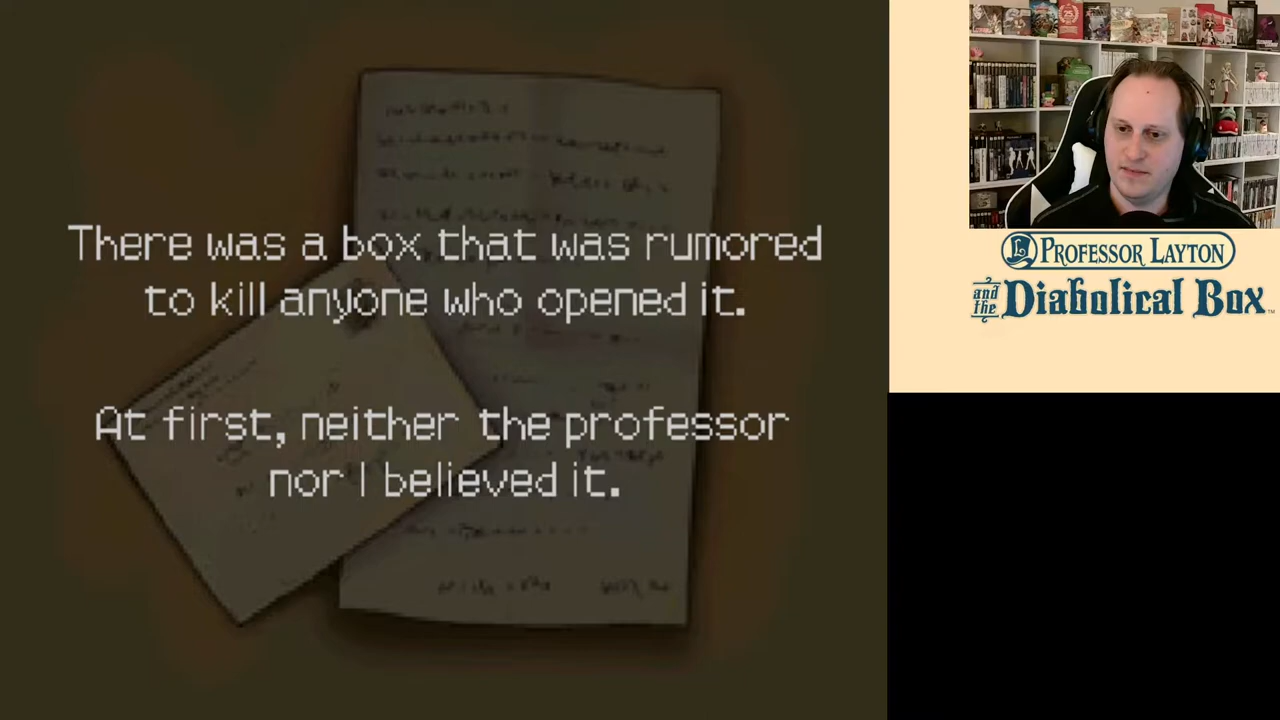 There was a box that was rumored
to kill anyone who opened it.
At first, neither the professor
nor I believed it.
PROFESSOR LAYTON
and the Diabolical Box™